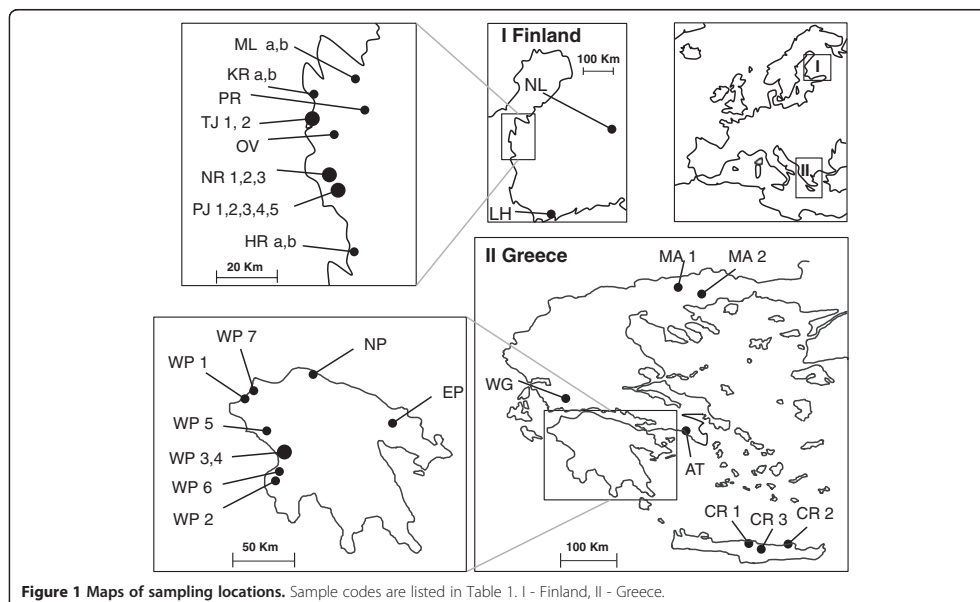 ML a,b
KR a,b
PR
TJ 1, 2
OV
NR 1,2,3
PJ 1,2,3,4,5
HR a,b
20 Km
I Finland
100 Km
NL
LH
I
II
WP 7
WP 1
NP
EP
WP 5
WP 3,4
WP 6
WP 2
50 Km
II Greece
MA 1
MA 2
WG
AT
CR 1
CR 3
CR 2
100 Km
Figure 1 Maps of sampling locations. Sample codes are listed in Table 1. I - Finland, II - Greece.